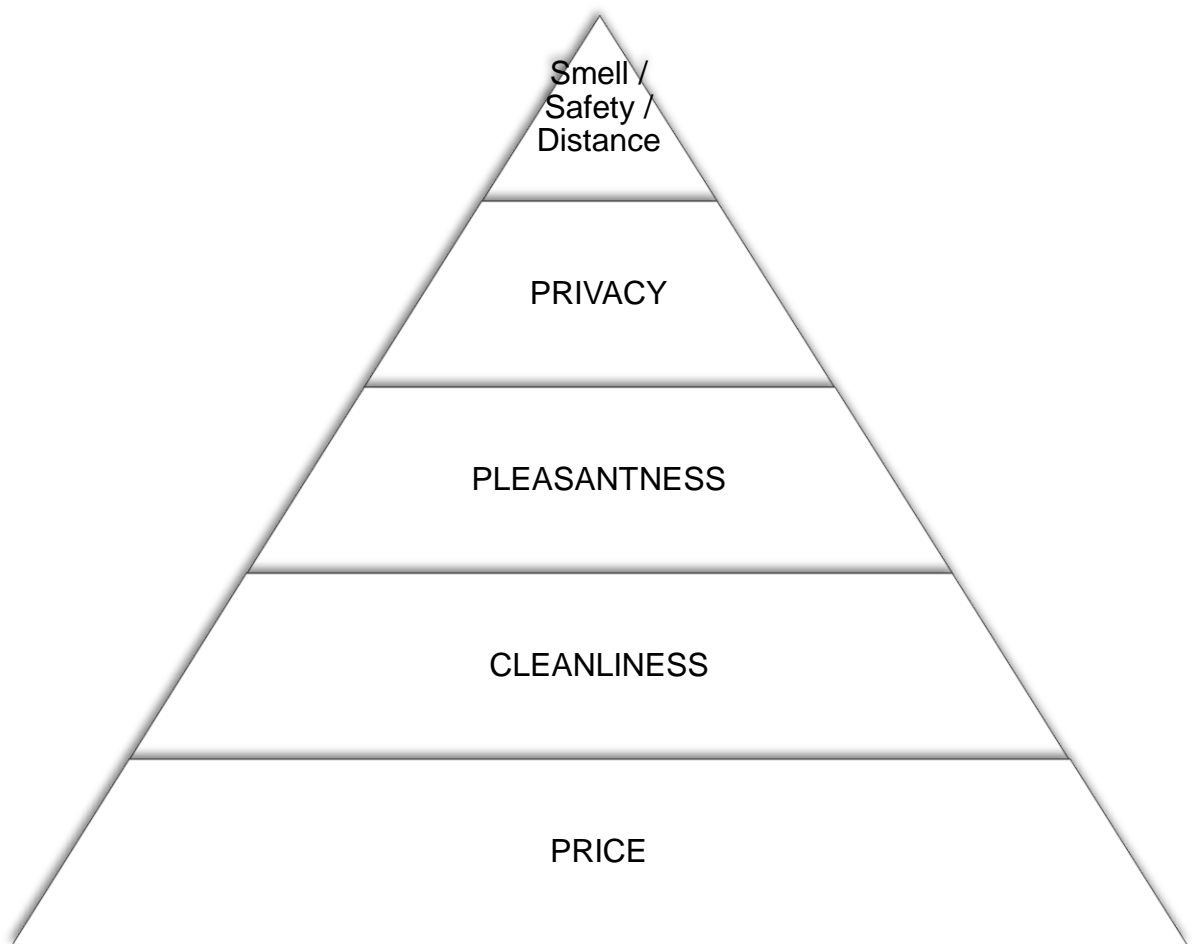 Smell /
Safety /
Distance
PRIVACY
PLEASANTNESS
CLEANLINESS
PRICE